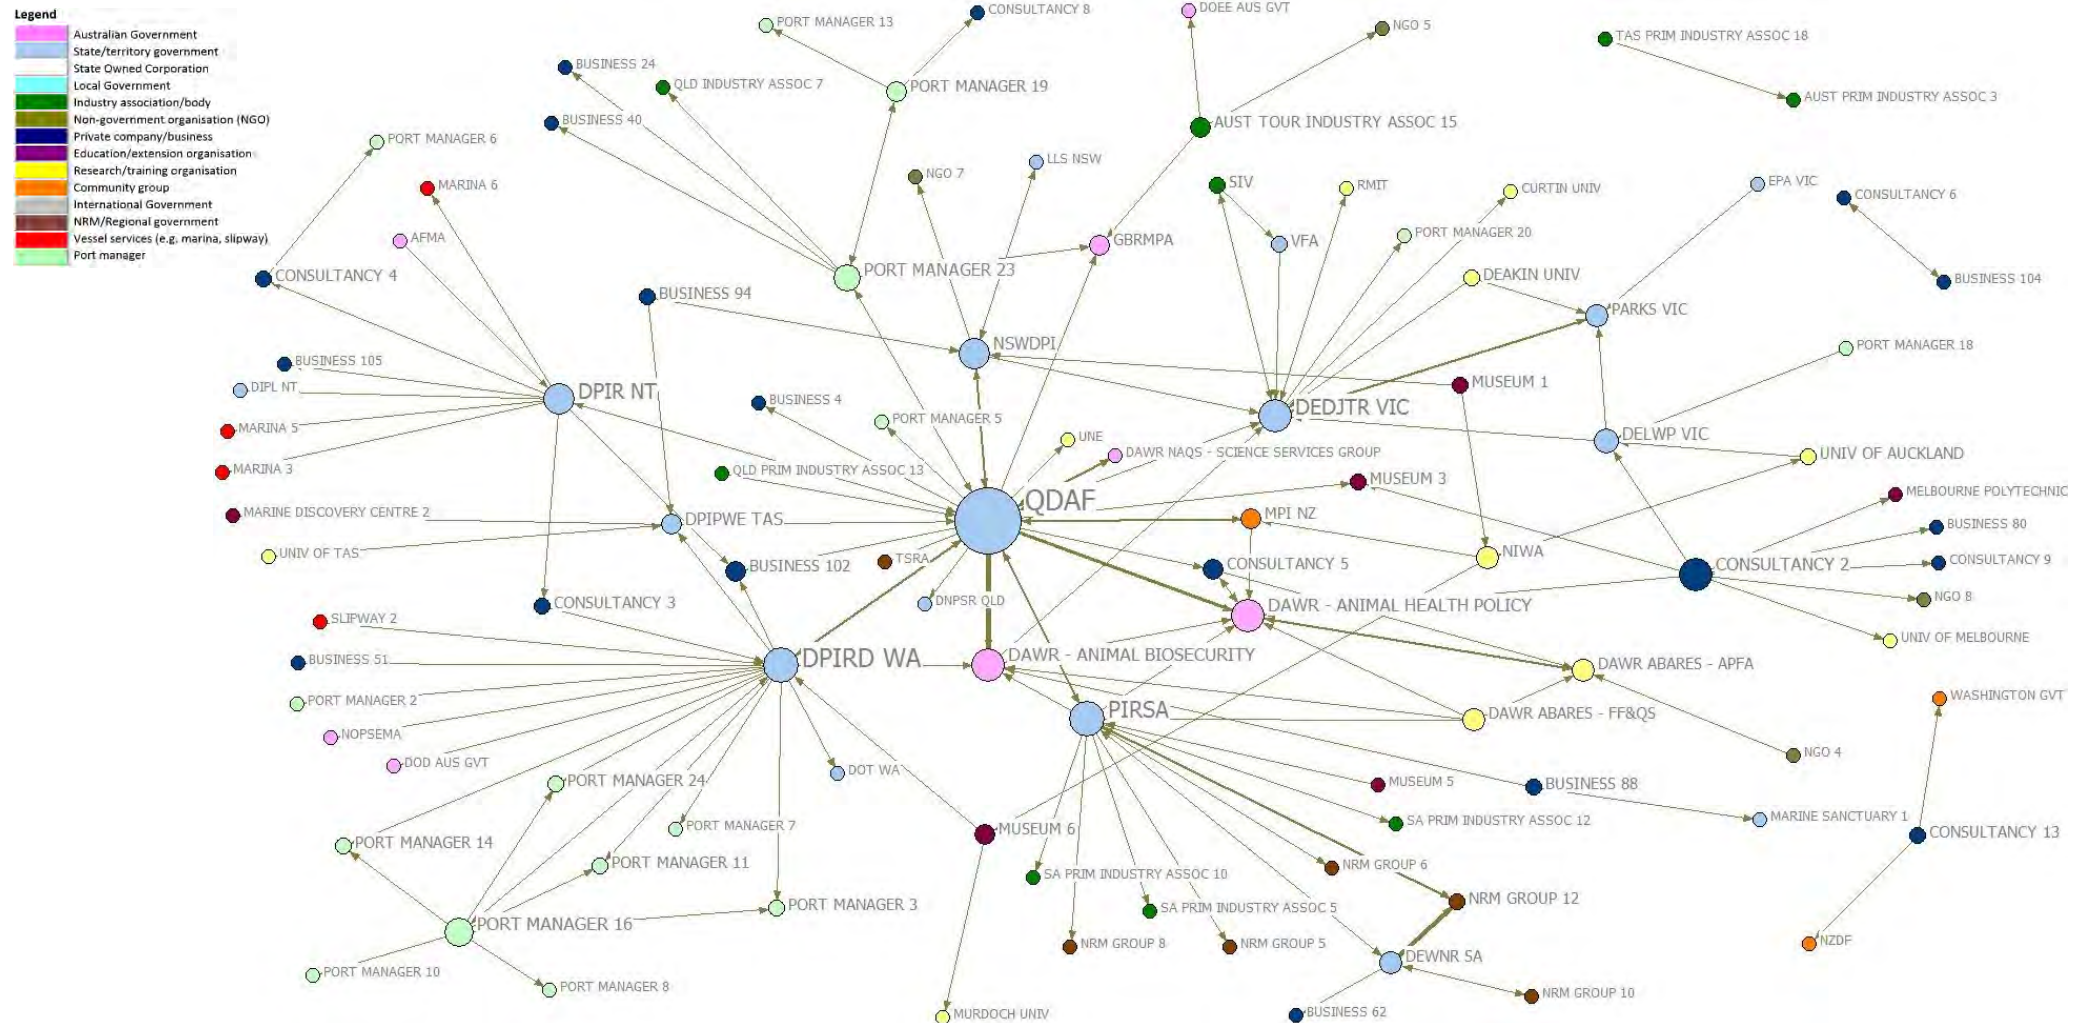 Legend
Australian Government
State/territory government
State Owned Corporation
Local Government
Industry association/body
Non-government organisation (NGO)
Private company/business
Education/extension organisation
Research/training organisation
Community group
International Government
NRM/Regional government
Vessel services (e.g. marina, slipway)
Port manager
PORT MANAGER 13
CONSULTANCY 8
DOEE AUS GVT
NGO 5
TAS PRIM INDUSTRY ASSOC 18
BUSINESS 24
QLD INDUSTRY ASSOC 7
PORT MANAGER 19
AUST PRIM INDUSTRY ASSOC 3
BUSINESS 40
AUST TOUR INDUSTRY ASSOC 15
PORT MANAGER 6
LLS NSW
NGO 7
MARINA 6
SIV
RMIT
CURTIN UNIV
EPA VIC
CONSULTANCY 6
AFMA
GBRMPA
VFA
PORT MANAGER 20
CONSULTANCY 4
PORT MANAGER 23
DEAKIN UNIV
BUSINESS 104
BUSINESS 94
PARKS VIC
NSWDPI
PORT MANAGER 18
BUSINESS 105
DIPL NT
DPIR NT
MUSEUM 1
BUSINESS 4
DEDJTR VIC
PORT MANAGER 5
MARINA 5
UNE
DELWP VIC
DAWR NAQS - SCIENCE SERVICES GROUP
UNIV OF AUCKLAND
MARINA 3
QLD PRIM INDUSTRY ASSOC 13
MUSEUM 3
MELBOURNE POLYTECHNIC
QDAF
MARINE DISCOVERY CENTRE 2
DPIPWE TAS
MPI NZ
BUSINESS 80
UNIV OF TAS
TSRA
BUSINESS 102
CONSULTANCY 5
NIWA
CONSULTANCY 2
CONSULTANCY 9
CONSULTANCY 3
DNPSR QLD
DAWR - ANIMAL HEALTH POLICY
NGO 8
SLIPWAY 2
UNIV OF MELBOURNE
BUSINESS 51
DPIRD WA
DAWR - ANIMAL BIOSECURITY
DAWR ABARES - APFA
PORT MANAGER 2
PIRSA
DAWR ABARES - FF&QS
WASHINGTON GVT
NOPSEMA
DOD AUS GVT
DOT WA
NGO 4
PORT MANAGER 24
MUSEUM 5
BUSINESS 88
PORT MANAGER 7
MUSEUM 6
SA PRIM INDUSTRY ASSOC 12
MARINE SANCTUARY 1
CONSULTANCY 13
PORT MANAGER 14
PORT MANAGER 11
SA PRIM INDUSTRY ASSOC 10
NRM GROUP 6
PORT MANAGER 3
SA PRIM INDUSTRY ASSOC 5
NRM GROUP 12
PORT MANAGER 16
NRM GROUP 8
NRM GROUP 5
NZDF
DEWNR SA
PORT MANAGER 10
PORT MANAGER 8
NRM GROUP 10
MURDOCH UNIV
BUSINESS 62